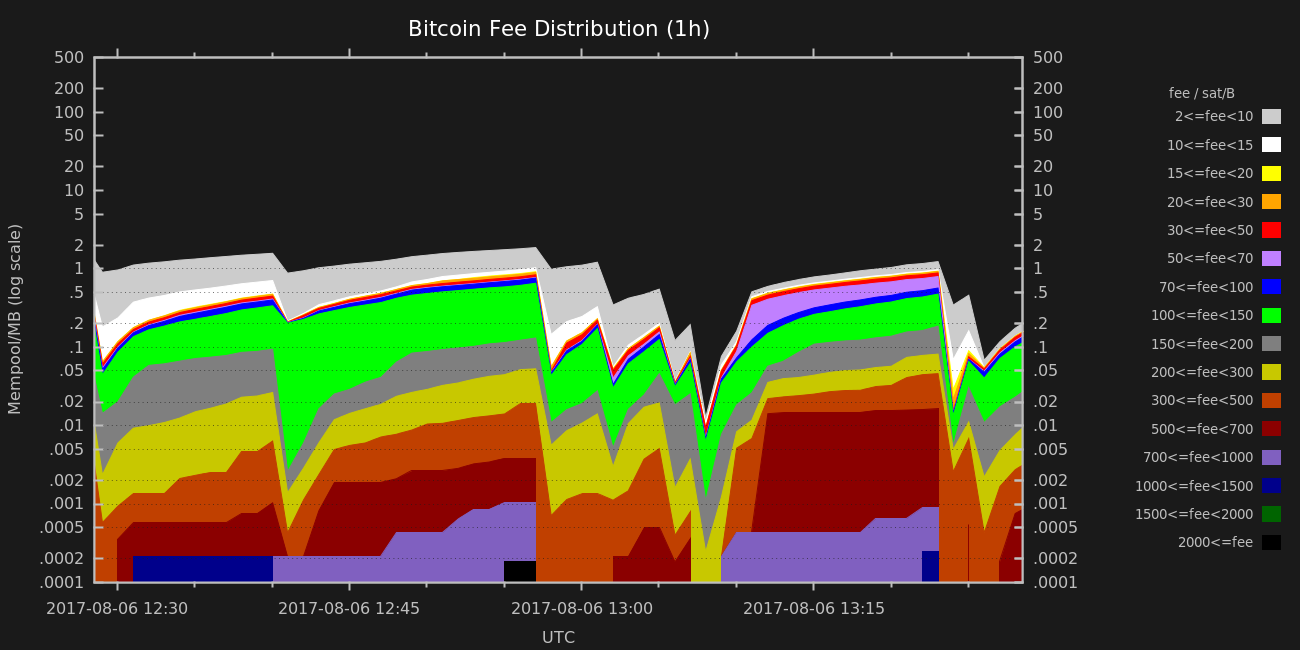 Bitcoin Fee Distribution (1h)
500 500
200 200
100 100
50 50
20 20
10 10
5 5
2 2
1 1
.5 .5
.2 .2
.1 .1
.05 .05
.02 .02
.01 .01
.005 .005
.002 .002
.001 .001
.0005 .0005
.0002 .0002
.0001 .0001
Mempool/MB (log scale)
2017-08-06 12:30 2017-08-06 12:45 2017-08-06 13:00 2017-08-06 13:15
UTC
fee / sat/B
2<=fee<10
10<=fee<15
15<=fee<20
20<=fee<30
30<=fee<50
50<=fee<70
70<=fee<100
100<=fee<150
150<=fee<200
200<=fee<300
300<=fee<500
500<=fee<700
700<=fee<1000
1000<=fee<1500
1500<=fee<2000
2000<=fee